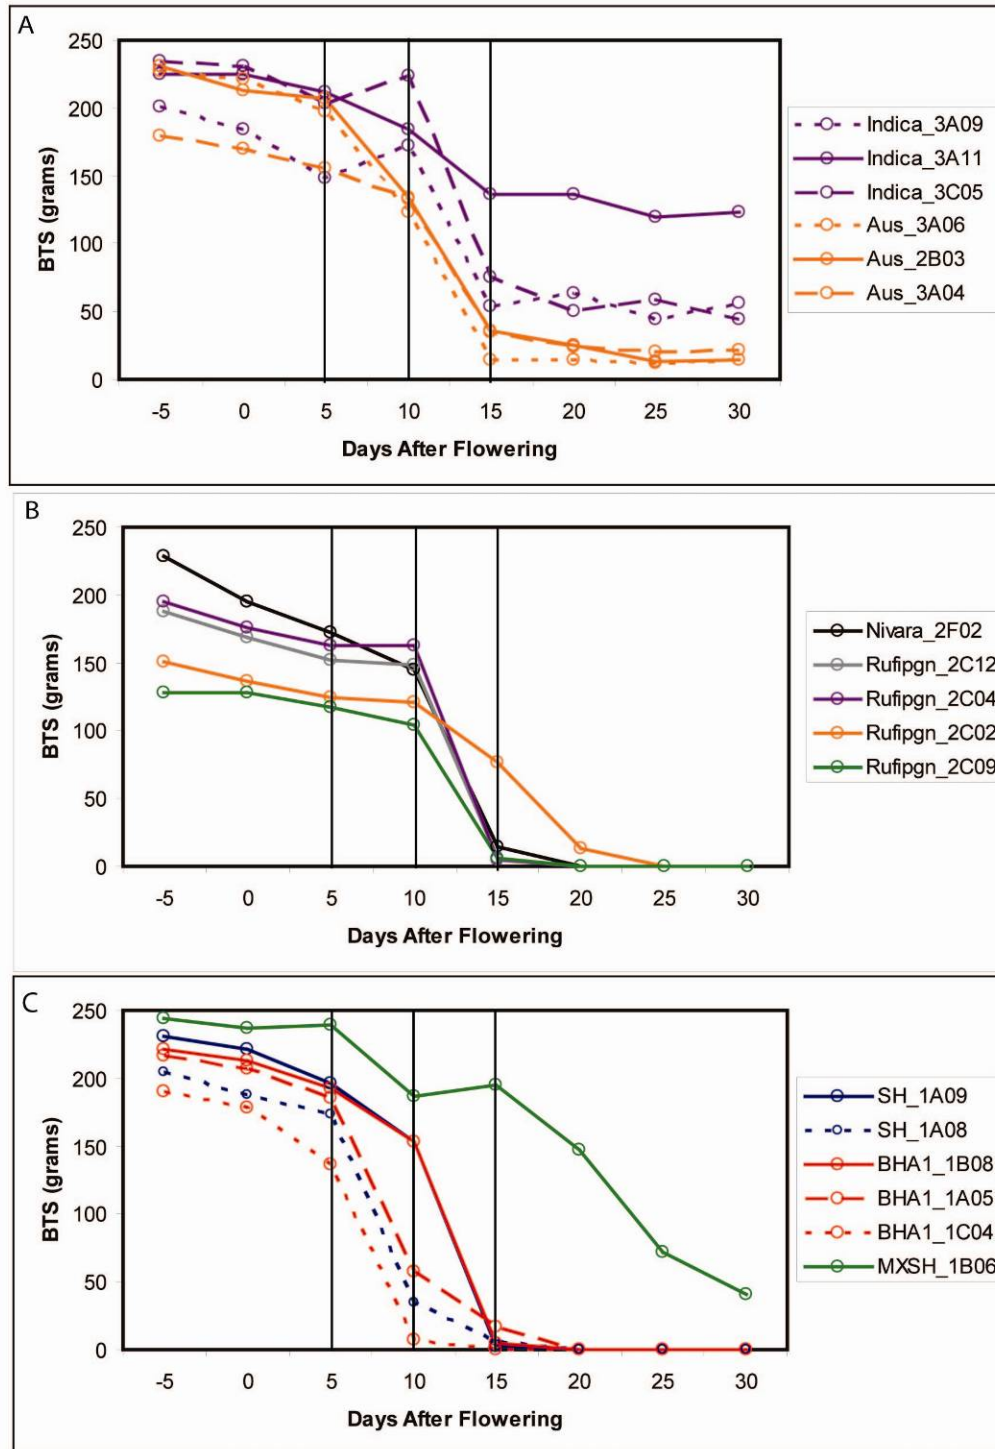 A
250
200
150
100
50
0
BTS (grams)
-5 0 5 10 15 20 25 30
Days After Flowering
Indica_3A09
Indica_3A11
Indica_3C05
Aus_3A06
Aus_2B03
Aus_3A04
B
250
200
150
100
50
0
BTS (grams)
-5 0 5 10 15 20 25 30
Days After Flowering
Nivara_2F02
Rufipgn_2C12
Rufipgn_2C04
Rufipgn_2C02
Rufipgn_2C09
C
250
200
150
100
50
0
BTS (grams)
-5 0 5 10 15 20 25 30
Days After Flowering
SH_1A09
SH_1A08
BHA1_1B08
BHA1_1A05
BHA1_1C04
MXSH_1B06